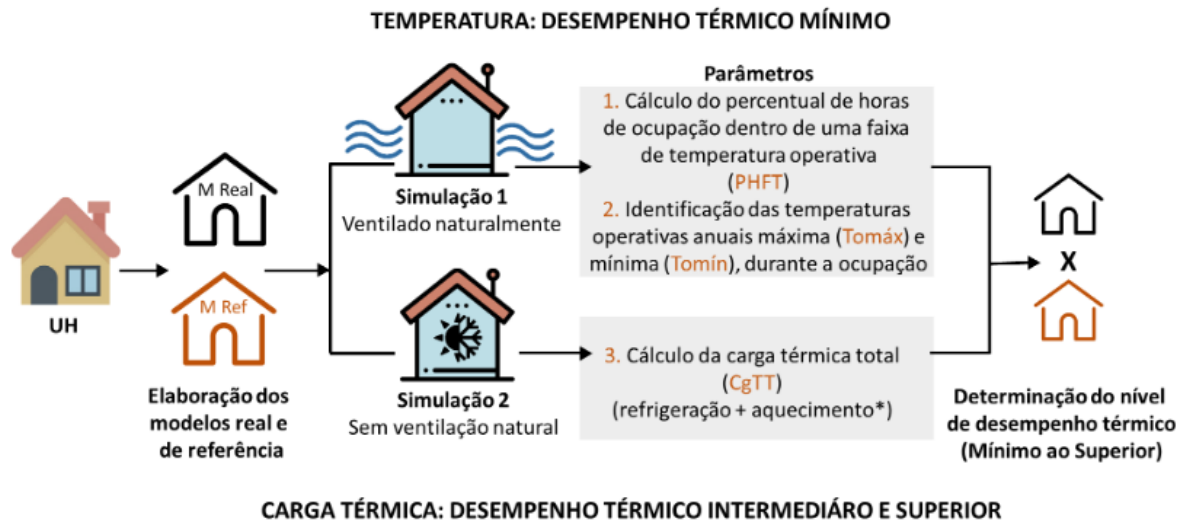 TEMPERATURA: DESEMPENHO TÉRMICO MÍNIMO
UH
M Real
M Ref
Elaboração dos
modelos real e
de referência
Simulação 1
Ventilado naturalmente
Simulação 2
Sem ventilação natural
Parâmetros
1. Cálculo do percentual de horas
de ocupação dentro de uma faixa
de temperatura operativa
(PHFT)
2. Identificação das temperaturas
operativas anuais máxima (Tomáx) e
mínima (Tomín), durante a ocupação
3. Cálculo da carga térmica total
(CgTT)
(refrigeração + aquecimento*)
X
Determinação do nível
de desempenho térmico
(Mínimo ao Superior)
CARGA TÉRMICA: DESEMPENHO TÉRMICO INTERMEDIÁRO E SUPERIOR